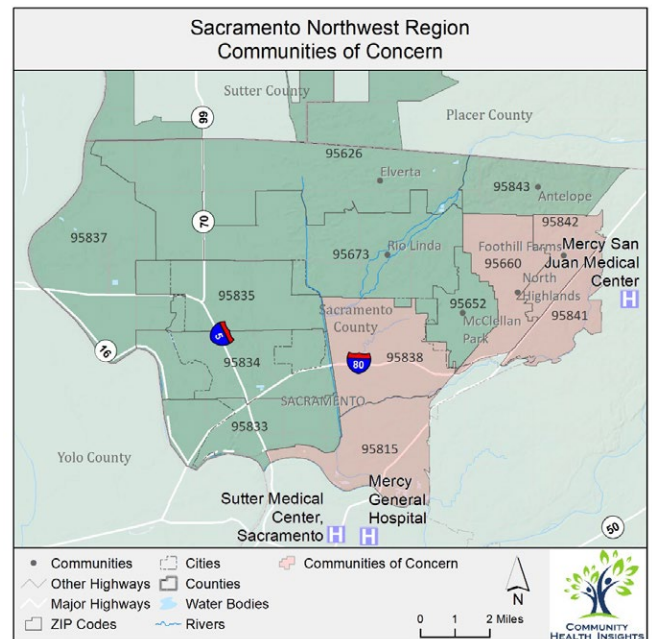 Sacramento Northwest Region
Communities of Concern
Sutter County
Placer County
99
95626
Elverta
95843
Antelope
70
95842
95837
95673
Rio Linda
Foothill Farms
Mercy San
Juan Medical
Center
H
95660
North
Highlands
95835
95652
95841
Sacramento
County
McClellan
Park
16
5
95834
80
95838
SACRAMENTO
95833
95815
Yolo County
Mercy
General
Hospital
Sutter Medical
Center,
Sacramento
H
H
50
Communities
Cities
Communities of Concern
Other Highways
Counties
Major Highways
Water Bodies
ZIP Codes
Rivers
N
0 1 2 Miles
COMMUNITY
HEALTH INSIGHTS